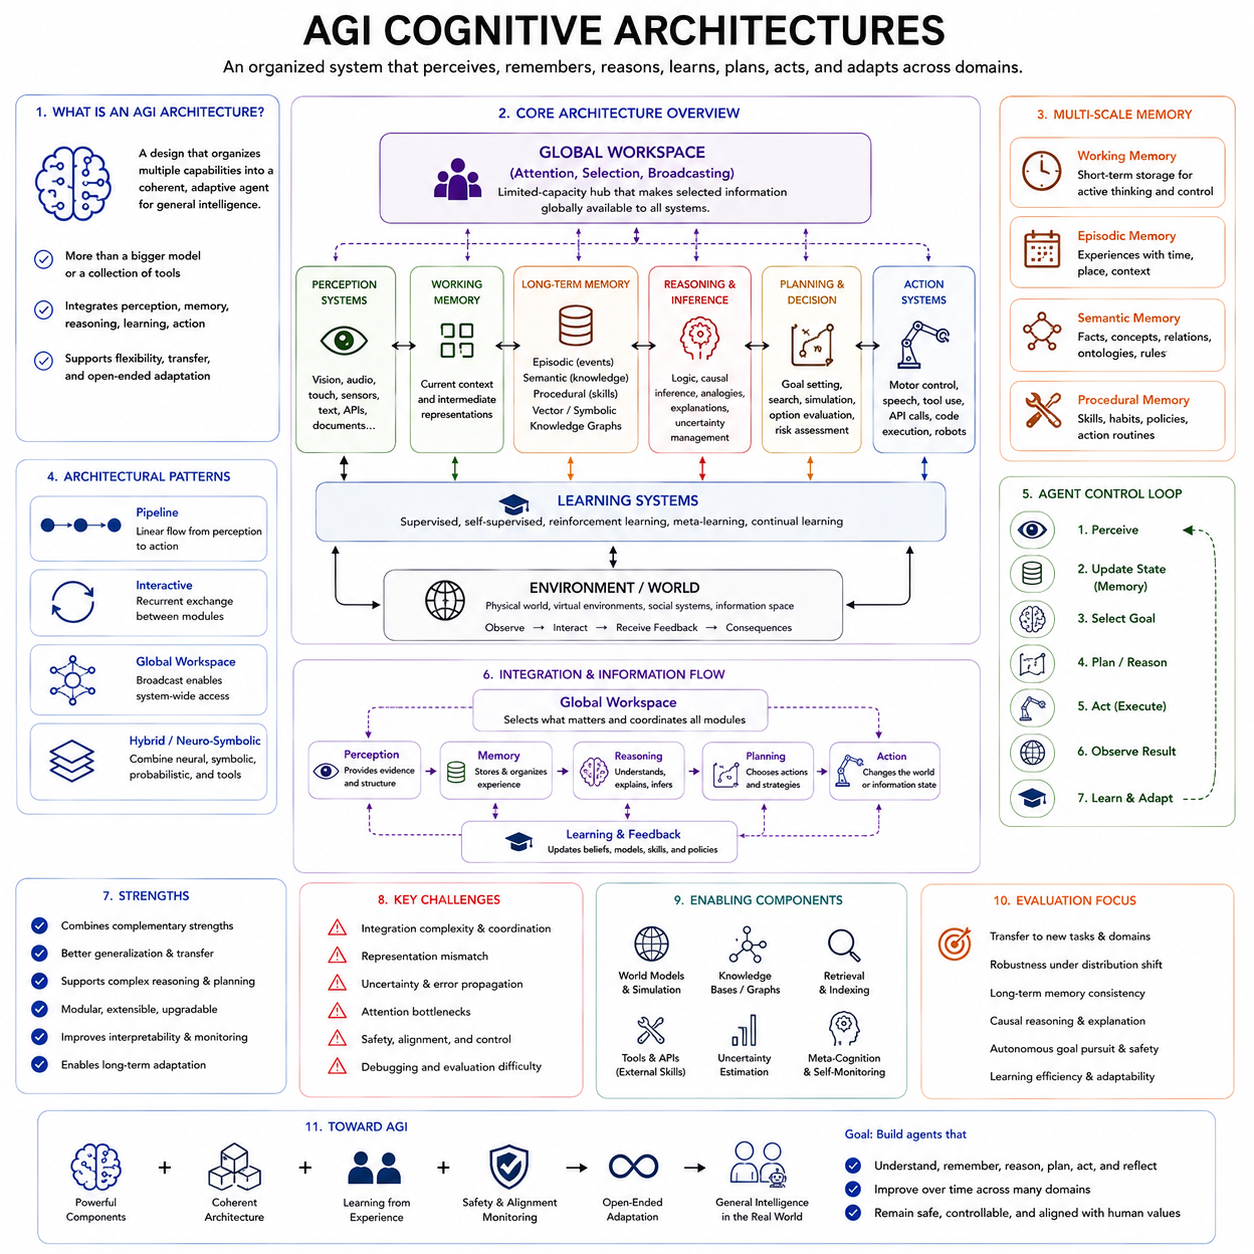 AGI COGNITIVE ARCHITECTURES
An organized system that perceives, remembers, reasons, learns, plans, acts, and adapts across domains.
1. WHAT IS AN AGI ARCHITECTURE?
A design that organizes
multiple capabilities into a
coherent, adaptive agent
for general intelligence.
More than a bigger model
or a collection of tools
Integrates perception, memory,
reasoning, learning, action
Supports flexibility, transfer,
and open-ended adaptation
2. CORE ARCHITECTURE OVERVIEW
GLOBAL WORKSPACE
(Attention, Selection, Broadcasting)
Limited-capacity hub that makes selected information
globally available to all systems.
PERCEPTION
SYSTEMS
Vision, audio,
touch, sensors,
text, APIs,
documents...
WORKING
MEMORY
Current context
and intermediate
representations
LONG-TERM MEMORY
Episodic (events)
Semantic (knowledge)
Procedural (skills)
Vector / Symbolic
Knowledge Graphs
REASONING &
INFERENCE
Logic, causal
inference, analogies,
explanations,
uncertainty
management
PLANNING &
DECISION
Goal setting,
search, simulation,
option evaluation,
risk assessment
ACTION
SYSTEMS
Motor control,
speech, tool use,
API calls, code
execution, robots
LEARNING SYSTEMS
Supervised, self-supervised, reinforcement learning, meta-learning, continual learning
ENVIRONMENT / WORLD
Physical world, virtual environments, social systems, information space
Observe → Interact → Receive Feedback → Consequences
3. MULTI-SCALE MEMORY
Working Memory
Short-term storage for
active thinking and control
Episodic Memory
Experiences with time,
place, context
Semantic Memory
Facts, concepts, relations,
ontologies, rules
Procedural Memory
Skills, habits, policies,
action routines
4. ARCHITECTURAL PATTERNS
Pipeline
Linear flow from perception
to action
Interactive
Recurrent exchange
between modules
Global Workspace
Broadcast enables
system-wide access
Hybrid / Neuro-Symbolic
Combine neural, symbolic,
probabilistic, and tools
5. AGENT CONTROL LOOP
1. Perceive
2. Update State
(Memory)
3. Select Goal
4. Plan / Reason
5. Act (Execute)
6. Observe Result
7. Learn & Adapt
6. INTEGRATION & INFORMATION FLOW
Global Workspace
Selects what matters and coordinates all modules
Perception
Provides evidence
and structure
Memory
Stores & organizes
experience
Reasoning
Understands,
explains, infers
Planning
Chooses actions
and strategies
Action
Changes the world
or information state
Learning & Feedback
Updates beliefs, models, skills, and policies
7. STRENGTHS
Combines complementary strengths
Better generalization & transfer
Supports complex reasoning & planning
Modular, extensible, upgradable
Improves interpretability & monitoring
Enables long-term adaptation
8. KEY CHALLENGES
Integration complexity & coordination
Representation mismatch
Uncertainty & error propagation
Attention bottlenecks
Safety, alignment, and control
Debugging and evaluation difficulty
9. ENABLING COMPONENTS
World Models
& Simulation
Knowledge
Bases / Graphs
Retrieval
& Indexing
Tools & APIs
(External Skills)
Uncertainty
Estimation
Meta-Cognition
& Self-Monitoring
10. EVALUATION FOCUS
Transfer to new tasks & domains
Robustness under distribution shift
Long-term memory consistency
Causal reasoning & explanation
Autonomous goal pursuit & safety
Learning efficiency & adaptability
11. TOWARD AGI
Powerful
Components
+
Coherent
Architecture
+
Learning from
Experience
+
Safety & Alignment
Monitoring
→
Open-Ended
Adaptation
→
General Intelligence
in the Real World
Goal: Build agents that
Understand, remember, reason, plan, act, and reflect
Improve over time across many domains
Remain safe, controllable, and aligned with human values